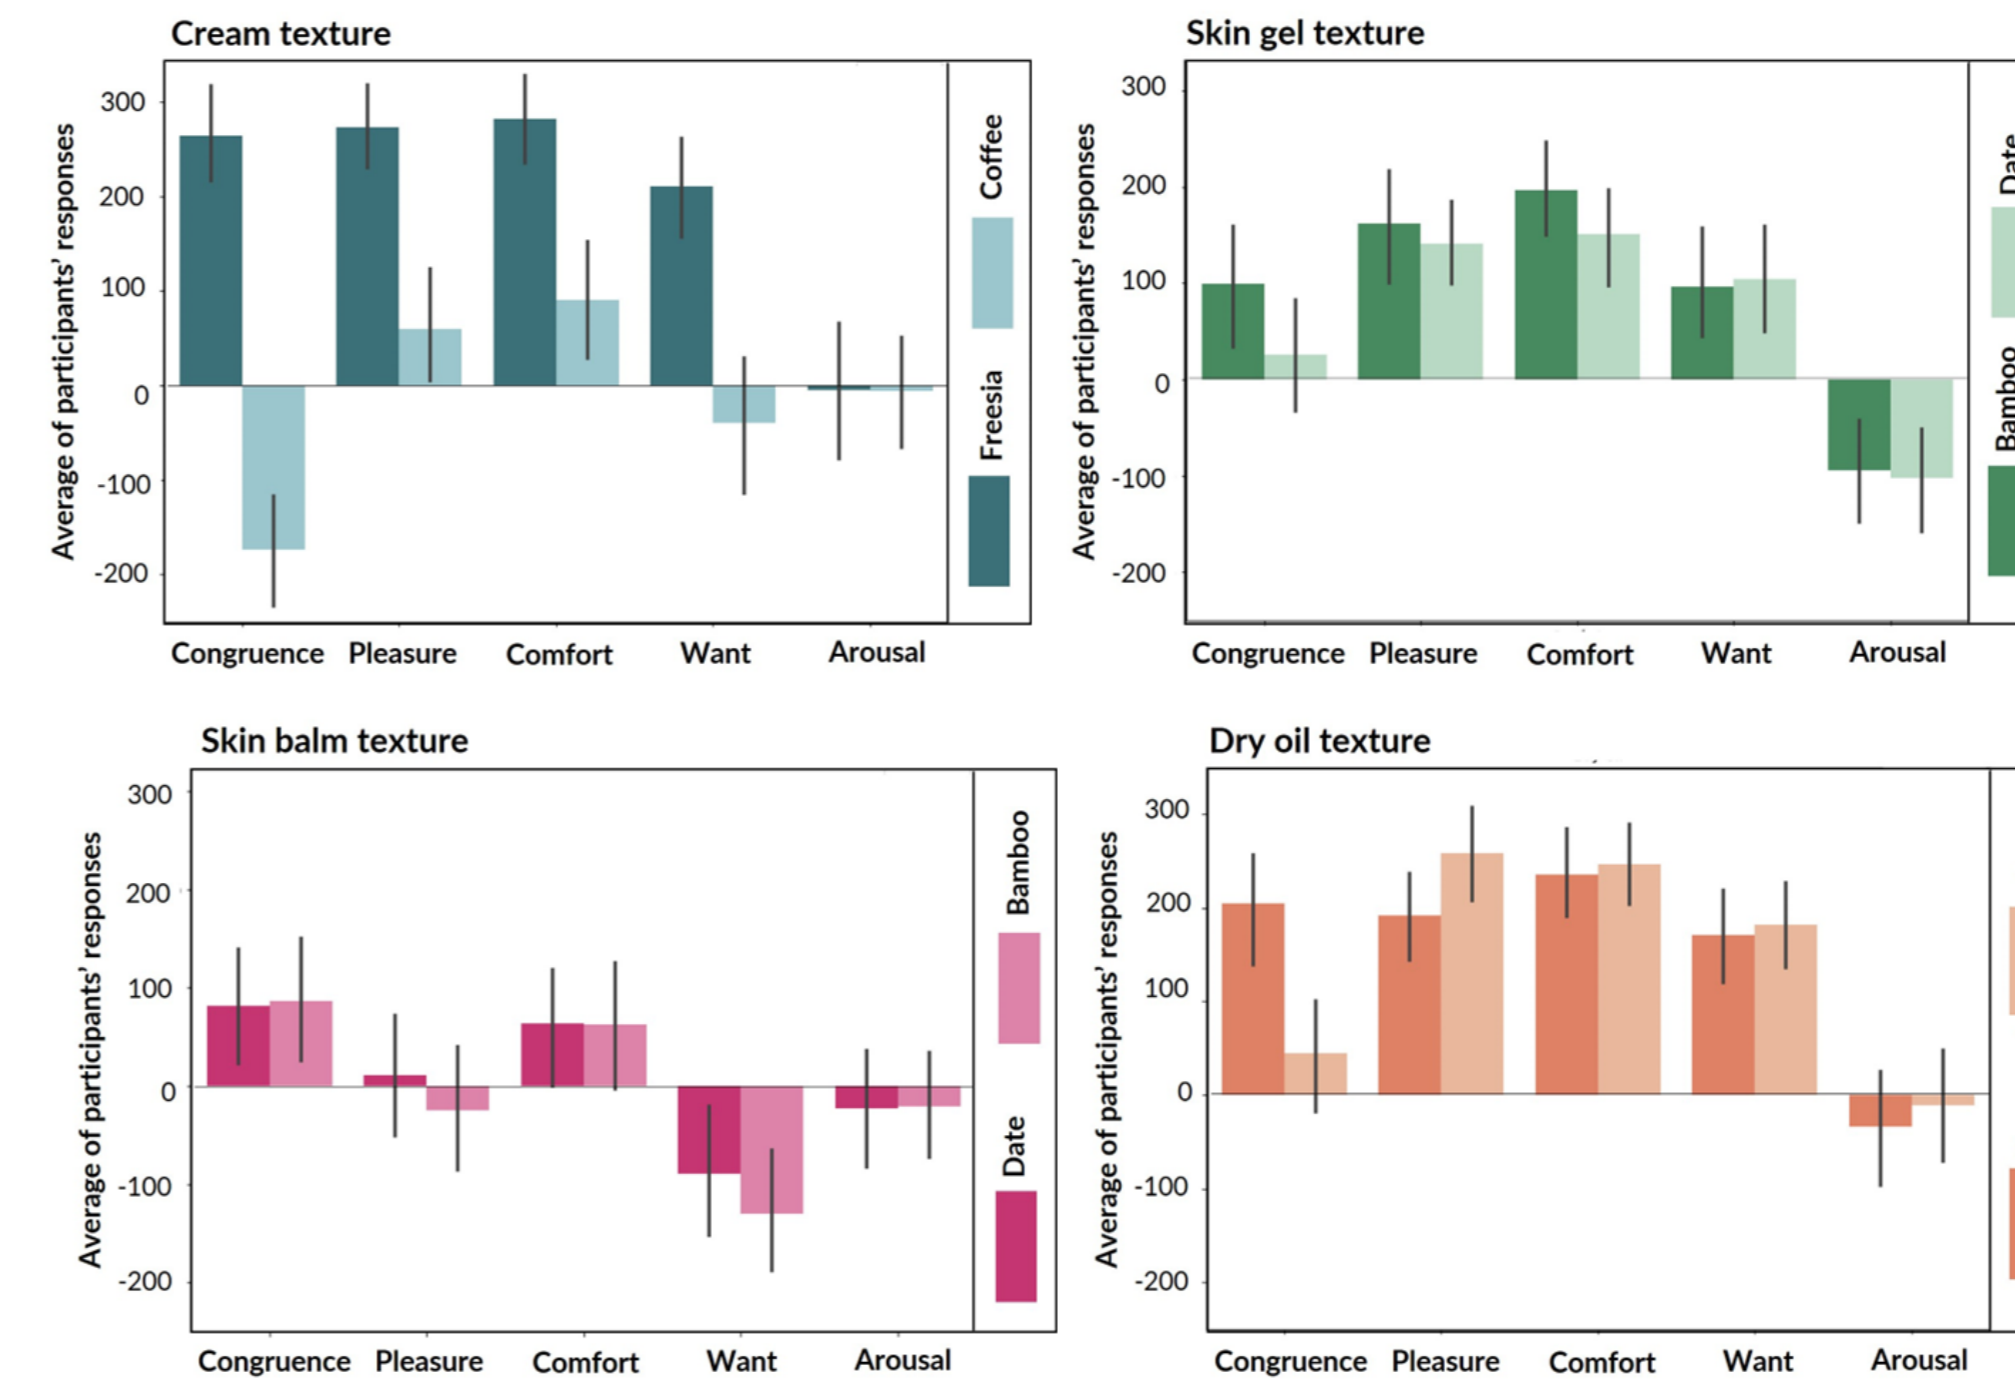 Cream texture
Average of participants' responses
300
200
100
0
-100
-200
Congruence Pleasure Comfort Want Arousal
Coffee
Freesia
Skin gel texture
Average of participants' responses
300
200
100
0
-100
-200
Congruence Pleasure Comfort Want Arousal
Date
Bamboo
Skin balm texture
Average of participants' responses
300
200
100
0
-100
-200
Congruence Pleasure Comfort Want Arousal
Bamboo
Date
Dry oil texture
Average of participants' responses
300
200
100
0
-100
-200
Congruence Pleasure Comfort Want Arousal